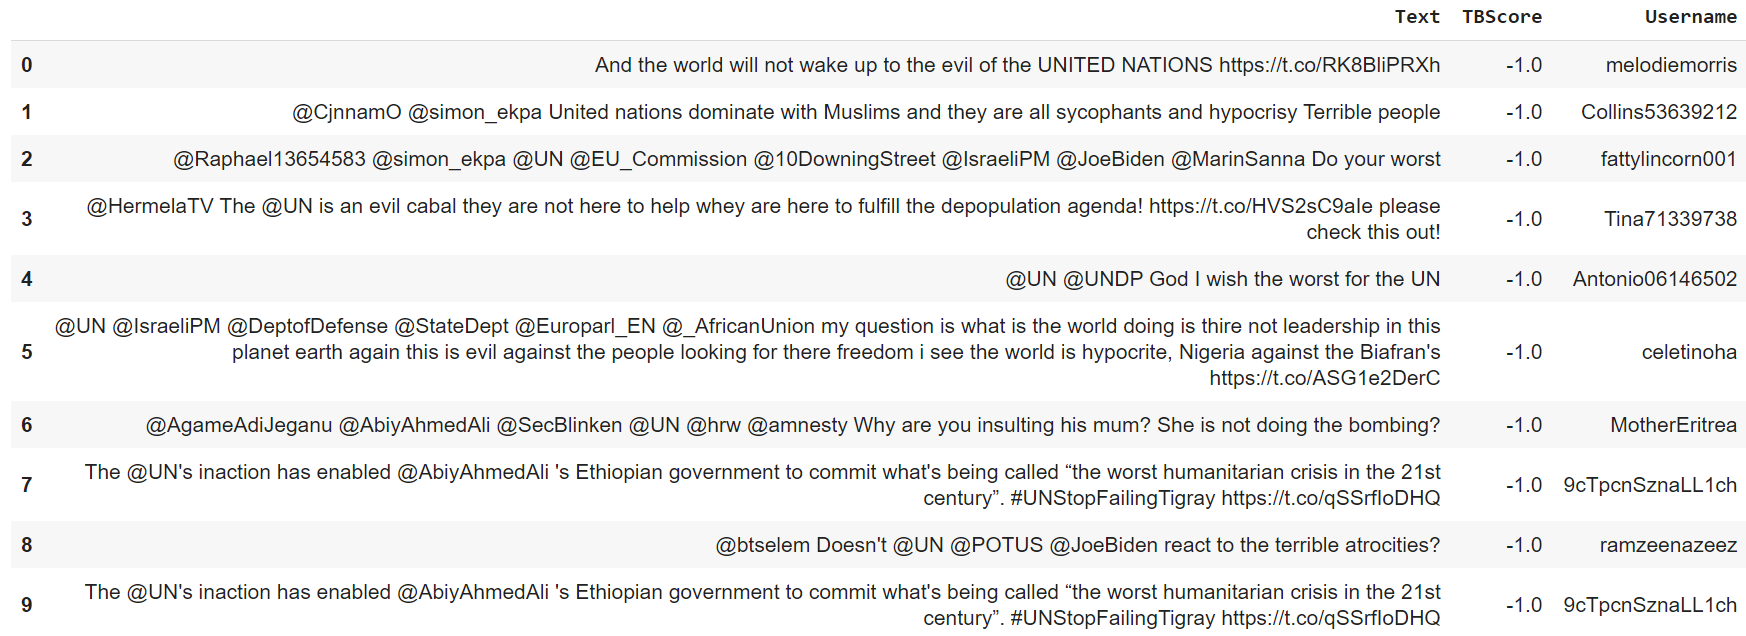 Text TBScore Username
0 And the world will not wake up to the evil of the UNITED NATIONS https://t.co/RK8BliPRXh -1.0 melodiemorris
1 @CjnnamO @simon_ekpa United nations dominate with Muslims and they are all sycophants and hypocrisy Terrible people -1.0 Collins53639212
2 @Raphael13654583 @simon_ekpa @UN @EU_Commission @10DowningStreet @IsraeliPM @JoeBiden @MarinSanna Do your worst -1.0 fattylincorn001
3 @HermelaTV The @UN is an evil cabal they are not here to help whey are here to fulfill the depopulation agenda! https://t.co/HVS2sC9aIe please -1.0 Tina71339738
check this out!
4 @UN @UNDP God I wish the worst for the UN -1.0 Antonio06146502
@UN @IsraeliPM @DeptofDefense @StateDept @Europarl_EN @_AfricanUnion my question is what is the world doing is thire not leadership in this
5 planet earth again this is evil against the people looking for there freedom i see the world is hypocrite, Nigeria against the Biafran's -1.0 celetinoha
https://t.co/ASG1e2DerC
6 @AgameAdiJeganu @AbiyAhmedAli @SecBlinken @UN @hrw @amnesty Why are you insulting his mum? She is not doing the bombing? -1.0 MotherEritrea
7 The @UN's inaction has enabled @AbiyAhmedAli 's Ethiopian government to commit what's being called “the worst humanitarian crisis in the 21st -1.0 9cTpcnSznaLL1ch
century”. #UNStopFailingTigray https://t.co/qSSrfIoDHQ
8 @btselem Doesn't @UN @POTUS @JoeBiden react to the terrible atrocities? -1.0 ramzeenazeez
9 The @UN's inaction has enabled @AbiyAhmedAli 's Ethiopian government to commit what's being called “the worst humanitarian crisis in the 21st -1.0 9cTpcnSznaLL1ch
century”. #UNStopFailingTigray https://t.co/qSSrfIoDHQ